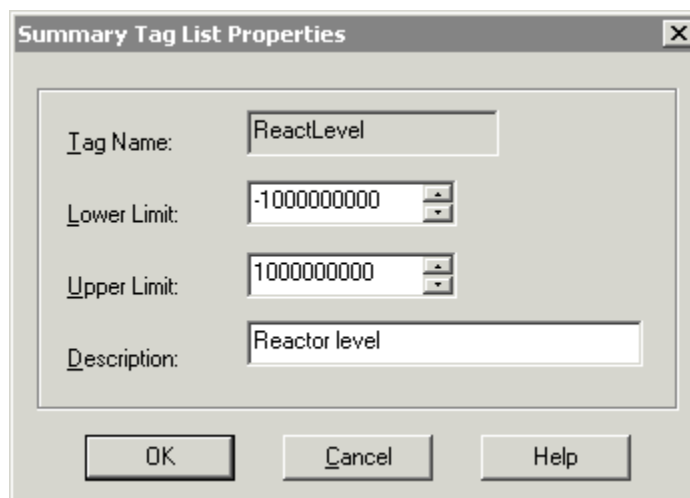 Summary Tag List Properties
Tag Name: ReactLevel
Lower Limit: -1000000000
Upper Limit: 1000000000
Description: Reactor level
OK Cancel Help